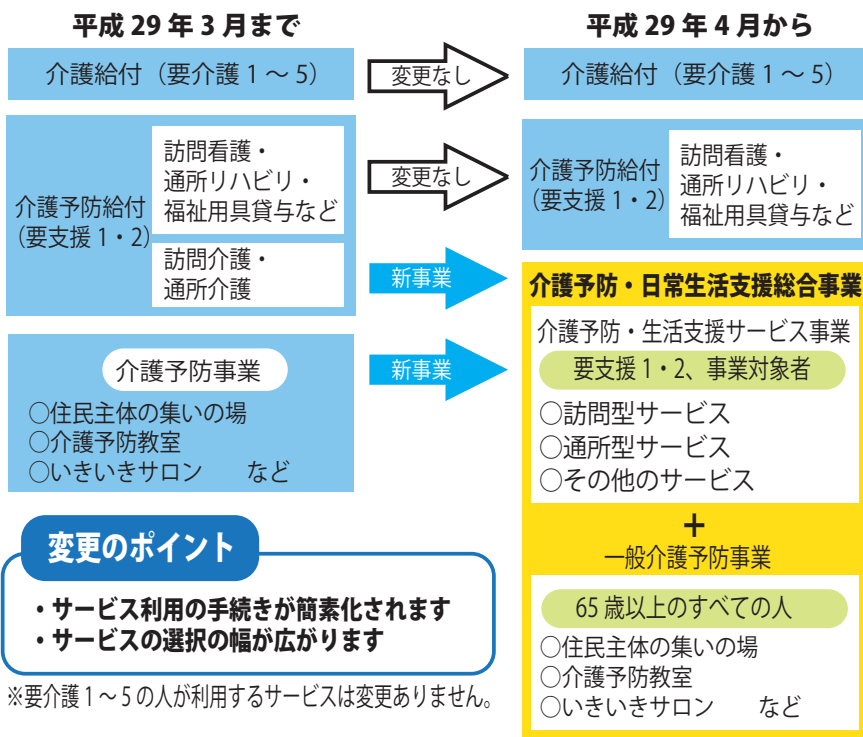 平成 29 年 3 月まで
介護給付（要介護 1 ～ 5）
介護予防給付
（要支援 1・2）
訪問看護・
通所リハビリ・
福祉用具貸与など
訪問介護・
通所介護
介護予防事業
○住民主体の集いの場
○介護予防教室
○いきいきサロン　　など
変更なし
変更なし
新事業
新事業
平成 29 年 4 月から
介護給付（要介護 1 ～ 5）
介護予防給付
（要支援 1・2）
訪問看護・
通所リハビリ・
福祉用具貸与など
介護予防・日常生活支援総合事業
介護予防・生活支援サービス事業
要支援 1・2、事業対象者
○訪問型サービス
○通所型サービス
○その他のサービス
＋
一般介護予防事業
65 歳以上のすべての人
○住民主体の集いの場
○介護予防教室
○いきいきサロン　　など
変更のポイント
・サービス利用の手続きが簡素化されます
・サービスの選択の幅が広がります
※要介護 1 ～ 5 の人が利用するサービスは変更ありません。